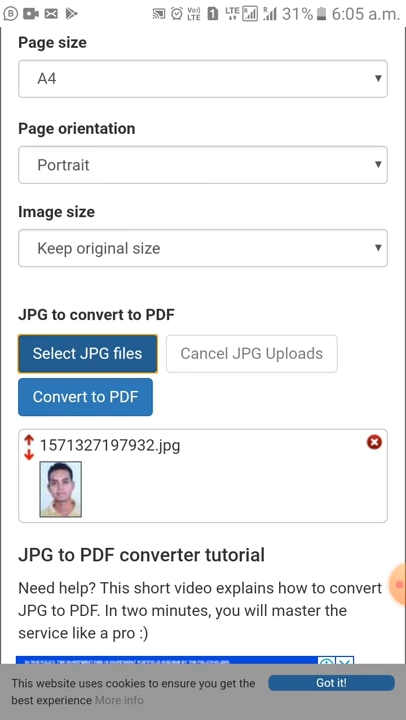 31% 6:05 a.m.
Page size
A4
Page orientation
Portrait
Image size
Keep original size
JPG to convert to PDF
Select JPG files
Cancel JPG Uploads
Convert to PDF
1571327197932.jpg
JPG to PDF converter tutorial
Need help? This short video explains how to convert
JPG to PDF. In two minutes, you will master the
service like a pro :)
This website uses cookies to ensure you get the
best experience More info
Got it!